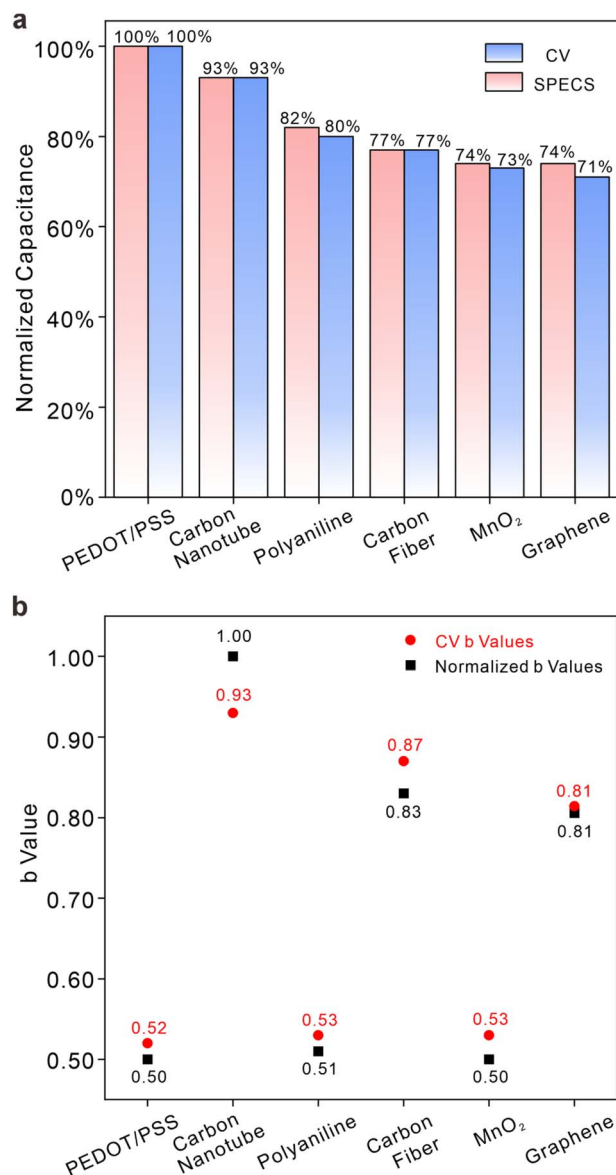 a
CV
SPECS
Normalized Capacitance
100%
80%
60%
40%
20%
0%
100% 100%
93% 93%
82% 80%
77% 77%
74% 73%
74% 71%
PEDOT/PSS
Carbon
Nanotube
Polyaniline
Carbon
Fiber
MnO₂
Graphene
b
CV b Values
Normalized b Values
b Value
1.00
0.90
0.80
0.70
0.60
0.50
0.52
0.50
1.00
0.93
0.53
0.51
0.87
0.83
0.53
0.50
0.81
0.81
PEDOT/PSS
Carbon
Nanotube
Polyaniline
Carbon
Fiber
MnO₂
Graphene